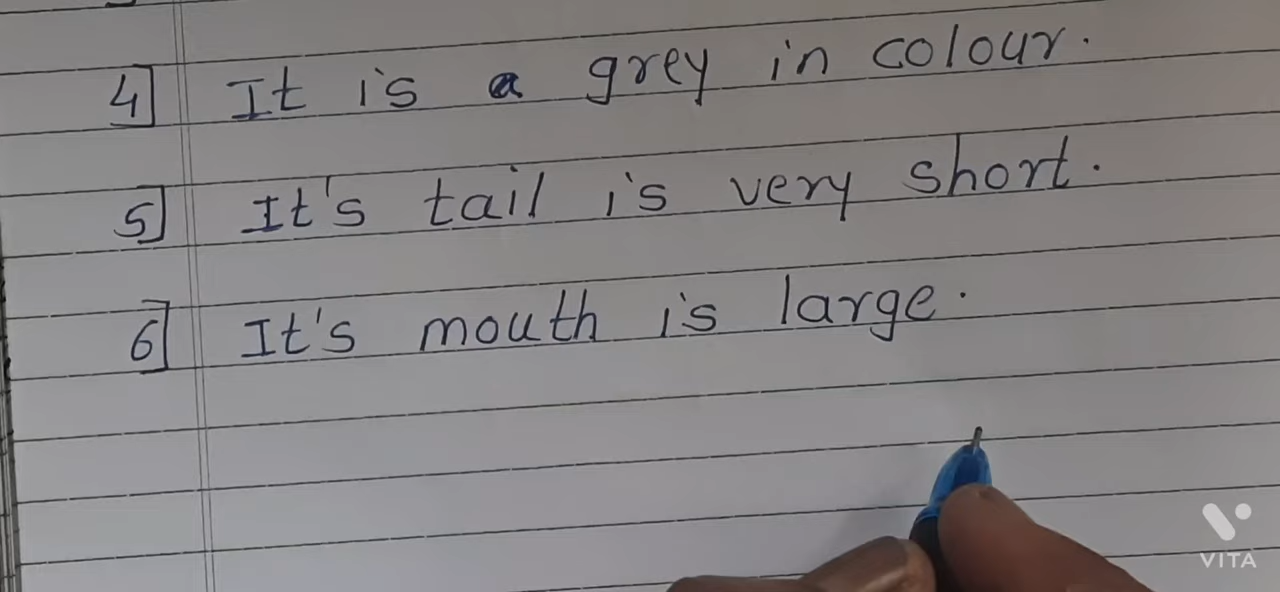 4] It is a grey in colour.
5] It's tail is very short.
6] It's mouth is large.
VITA